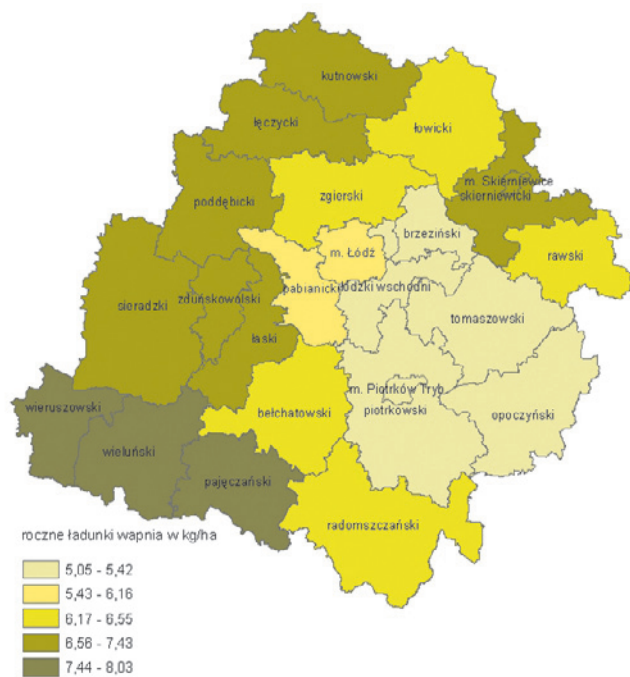 kutnowski
łęczycki
łowicki
m. Skierniewice
skierniewicki
poddębicki
zgierski
brzeziński
m. Łódź
rawski
pabianicki
łódzki wschodni
sieradzki
zduńskowolski
tomaszowski
łaski
m. Piotrków Tryb.
piotrkowski
opoczyński
wieruszowski
bełchatowski
wieluński
pajęczański
radomszczański
roczne ładunki wapnia w kg/ha
5,05 - 5,42
5,43 - 6,16
6,17 - 6,55
6,56 - 7,43
7,44 - 8,03